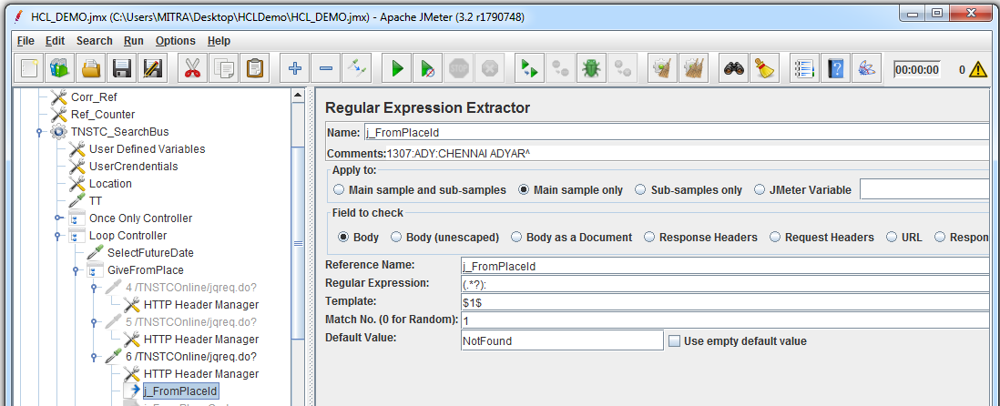 HCL_DEMO.jmx (C:\Users\MITRA\Desktop\HCLDemo\HCL_DEMO.jmx) - Apache JMeter (3.2 r1790748)
File Edit Search Run Options Help
STOP 00:00:00 0
Corr_Ref
Ref_Counter
TNSTC_SearchBus
User Defined Variables
UserCrendentials
Location
TT
Once Only Controller
Loop Controller
SelectFutureDate
GiveFromPlace
4 /TNSTCOnline/jqreq.do?
HTTP Header Manager
5 /TNSTCOnline/jqreq.do?
HTTP Header Manager
6 /TNSTCOnline/jqreq.do?
HTTP Header Manager
j_FromPlaceId
Regular Expression Extractor
Name: j_FromPlaceId
Comments:1307:ADY:CHENNAI ADYAR^
Apply to:
Main sample and sub-samples Main sample only Sub-samples only JMeter Variable
Field to check
Body Body (unescaped) Body as a Document Response Headers Request Headers URL Respon
Reference Name: j_FromPlaceId
Regular Expression: (.*?):
Template: $1$
Match No. (0 for Random): 1
Default Value: NotFound Use empty default value